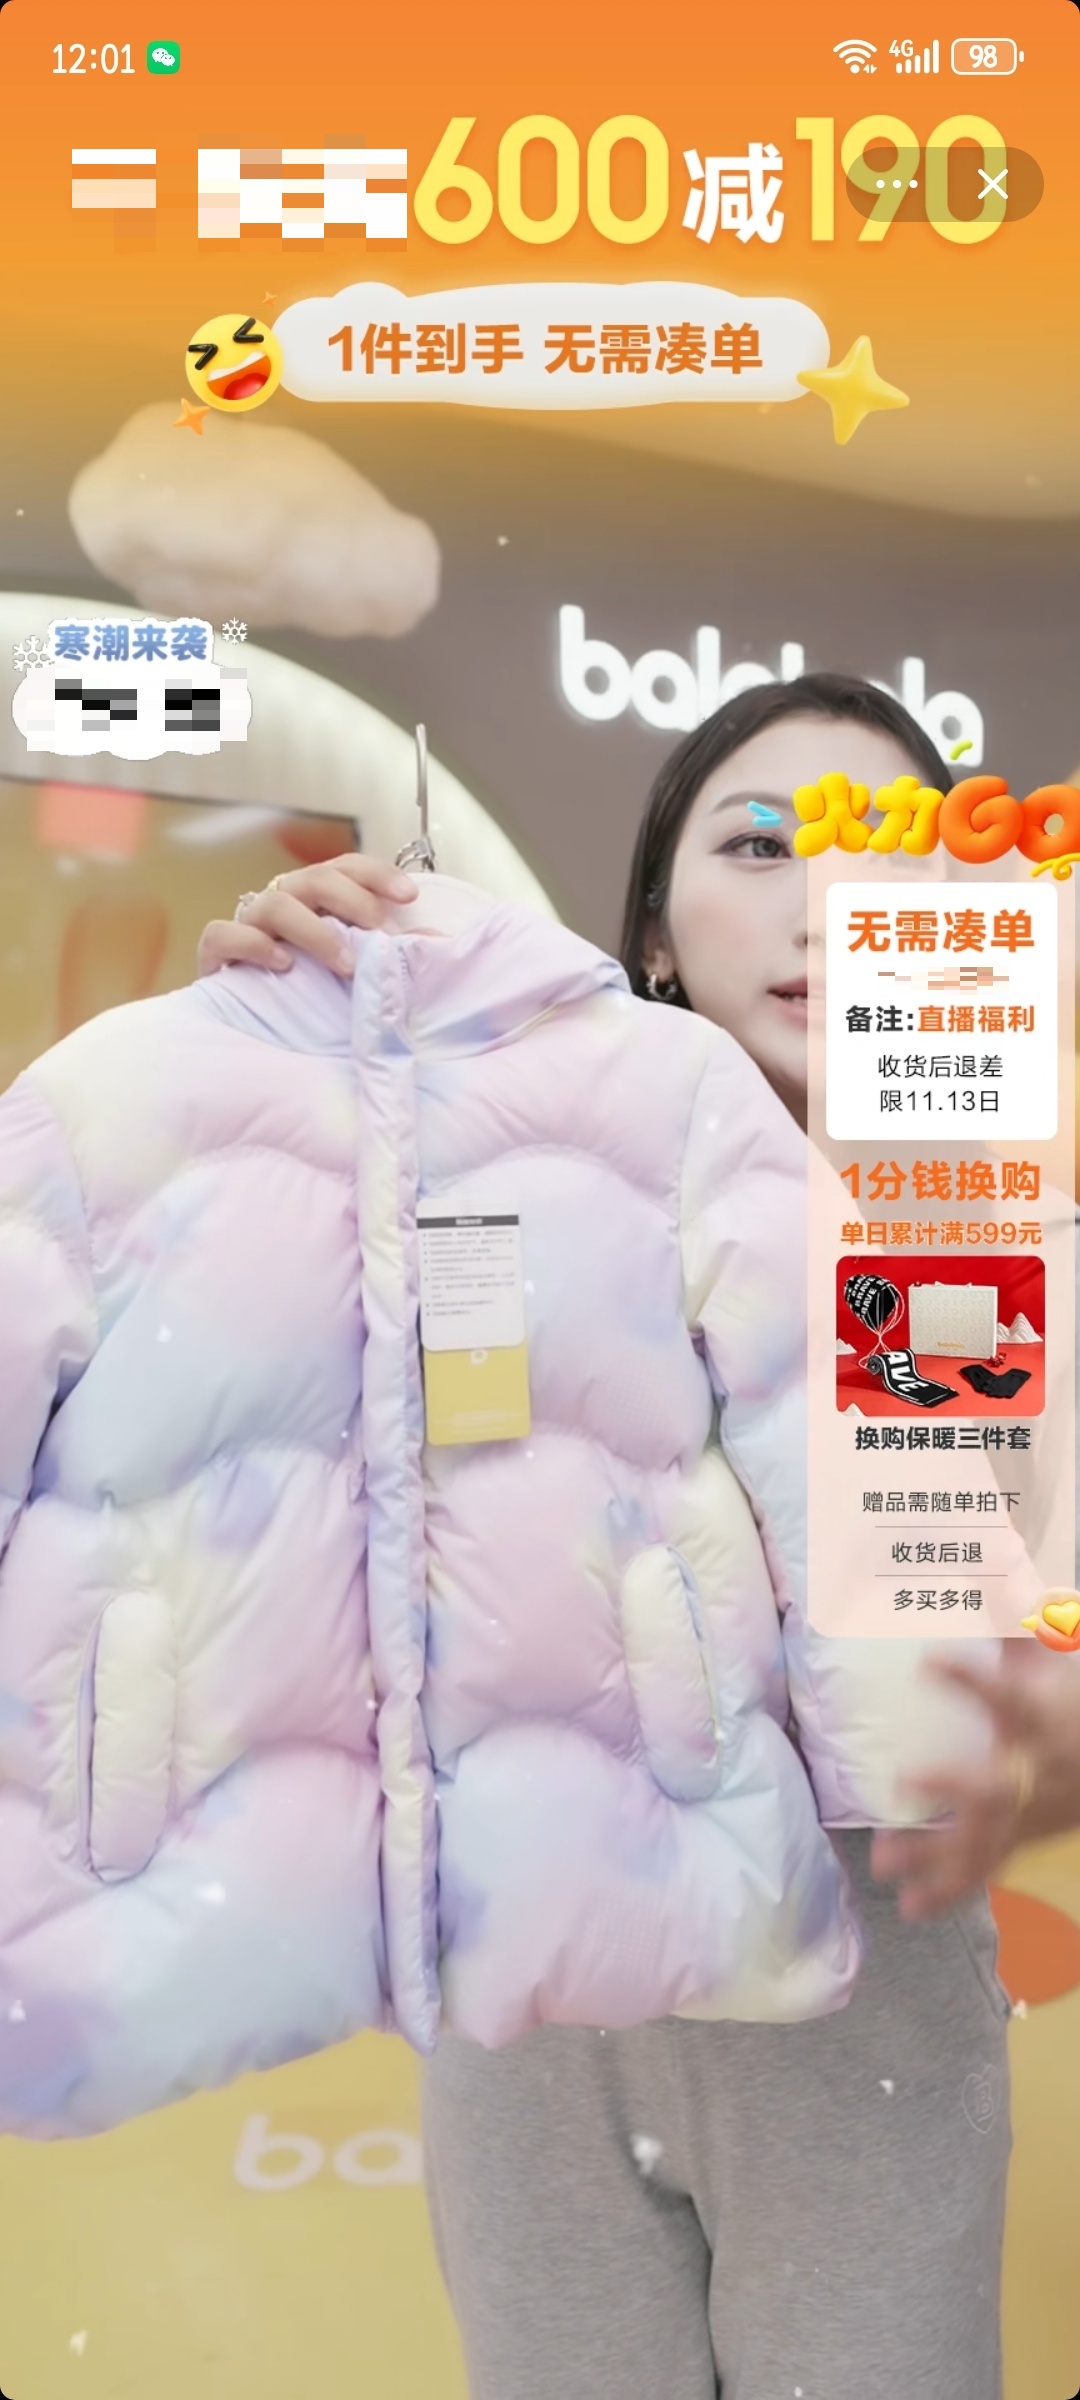 12:01
4G
98
600减190
1件到手 无需凑单
寒潮来袭
balabala
火力GO
无需凑单
备注:直播福利
收货后退差
限11.13日
1分钱换购
单日累计满599元
AVE
换购保暖三件套
赠品需随单拍下
收货后退
多买多得
ba